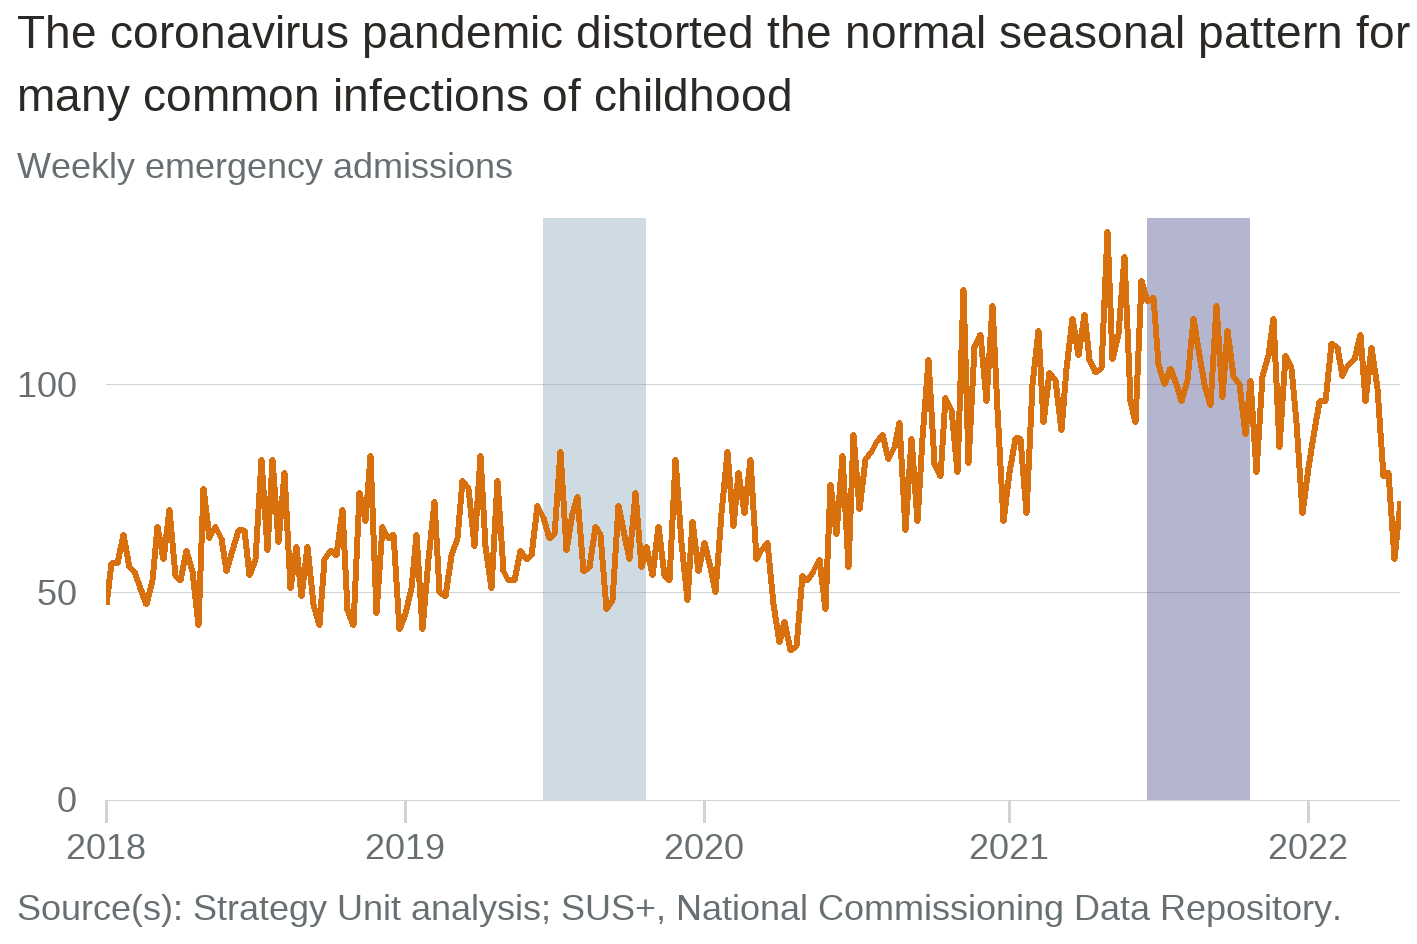 The coronavirus pandemic distorted the normal seasonal pattern for
many common infections of childhood
Weekly emergency admissions
100
50
0
2018 2019 2020 2021 2022
Source(s): Strategy Unit analysis; SUS+, National Commissioning Data Repository.